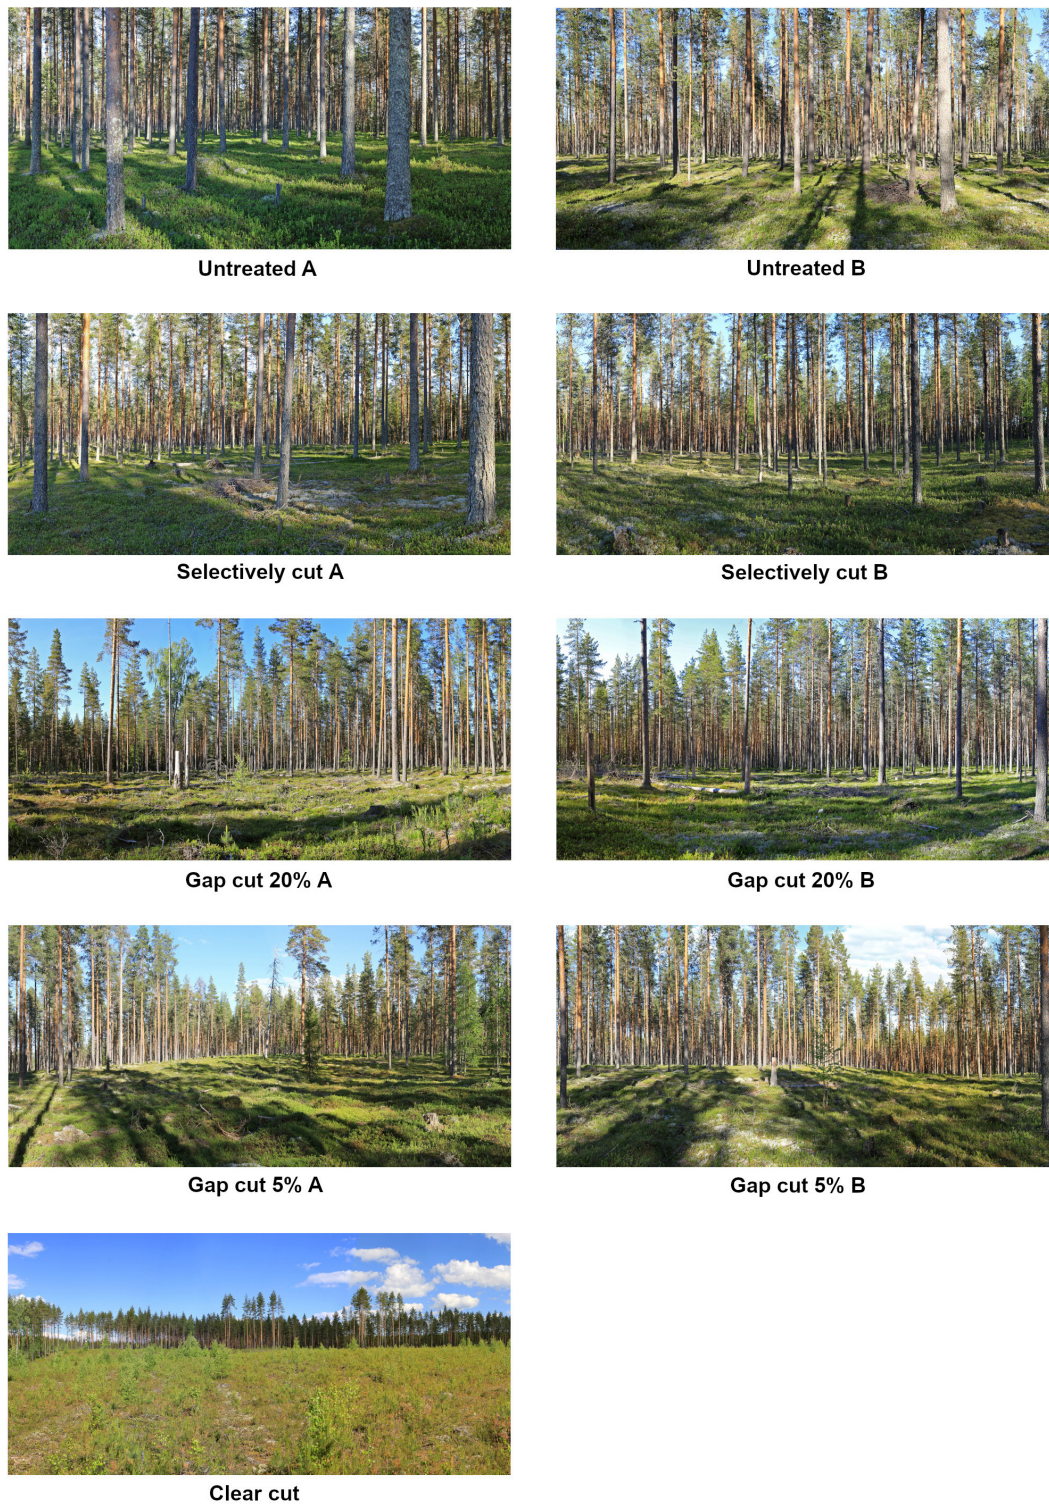 Untreated A
Untreated B
Selectively cut A
Selectively cut B
Gap cut 20% A
Gap cut 20% B
Gap cut 5% A
Gap cut 5% B
Clear cut